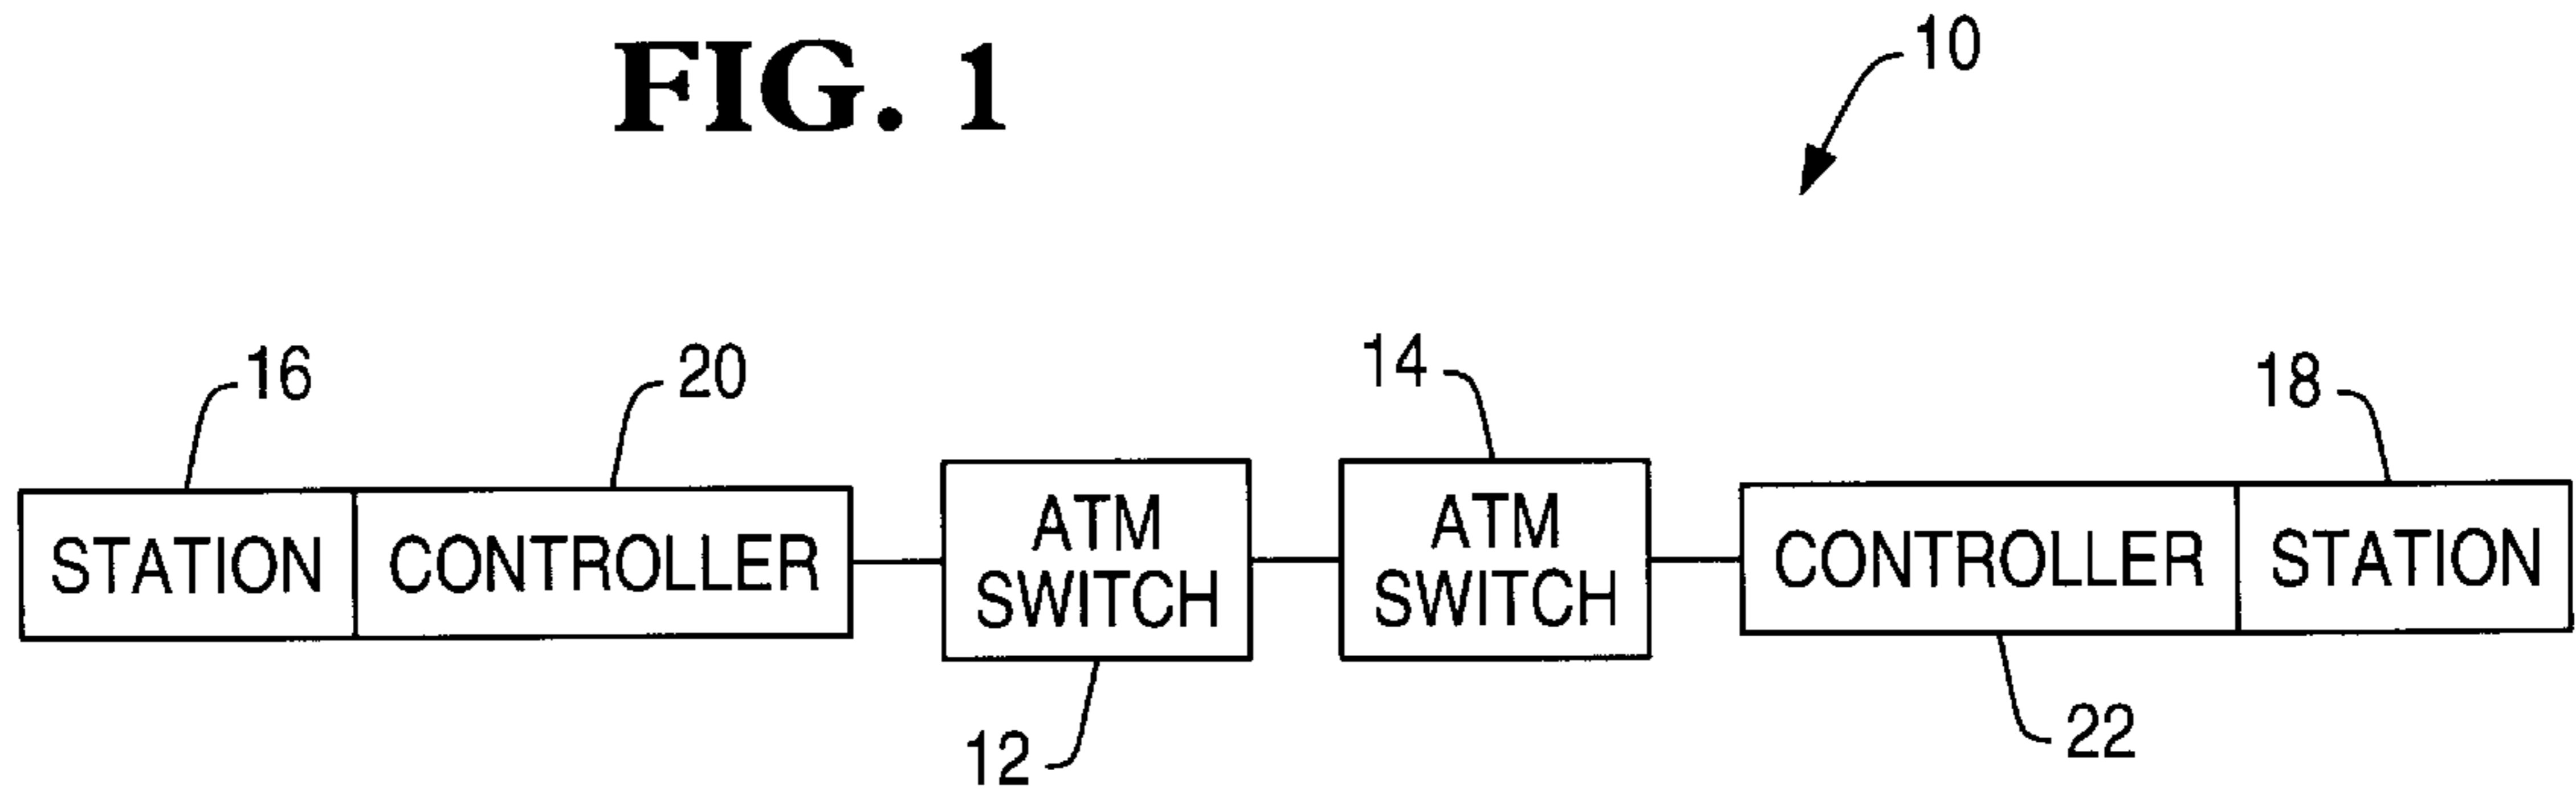 FIG. 1
10
16
20
14
18
STATION
CONTROLLER
ATM
SWITCH
ATM
SWITCH
CONTROLLER
STATION
12
22